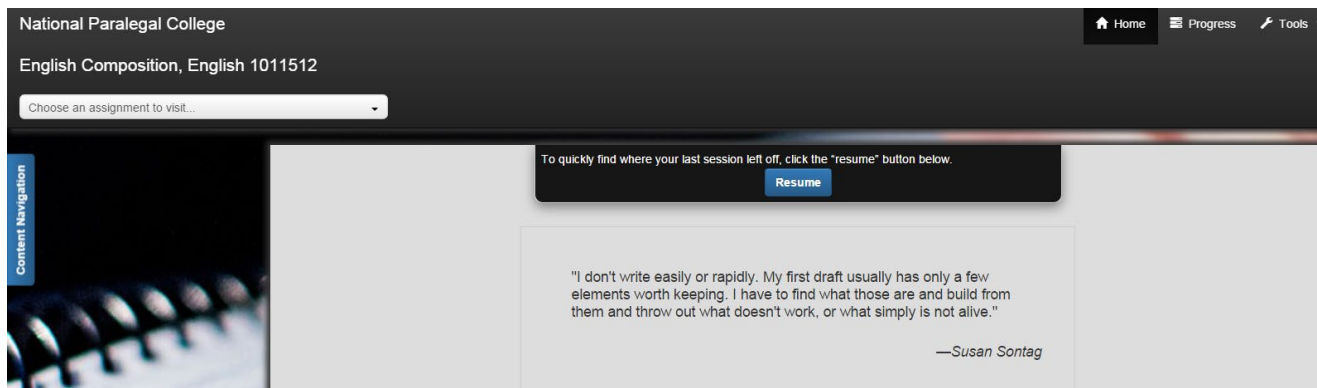 National Paralegal College
Home
Progress
Tools
English Composition, English 1011512
Choose an assignment to visit...
Content Navigation
To quickly find where your last session left off, click the "resume" button below.
Resume
"I don't write easily or rapidly. My first draft usually has only a few
elements worth keeping. I have to find what those are and build from
them and throw out what doesn't work, or what simply is not alive."
—Susan Sontag